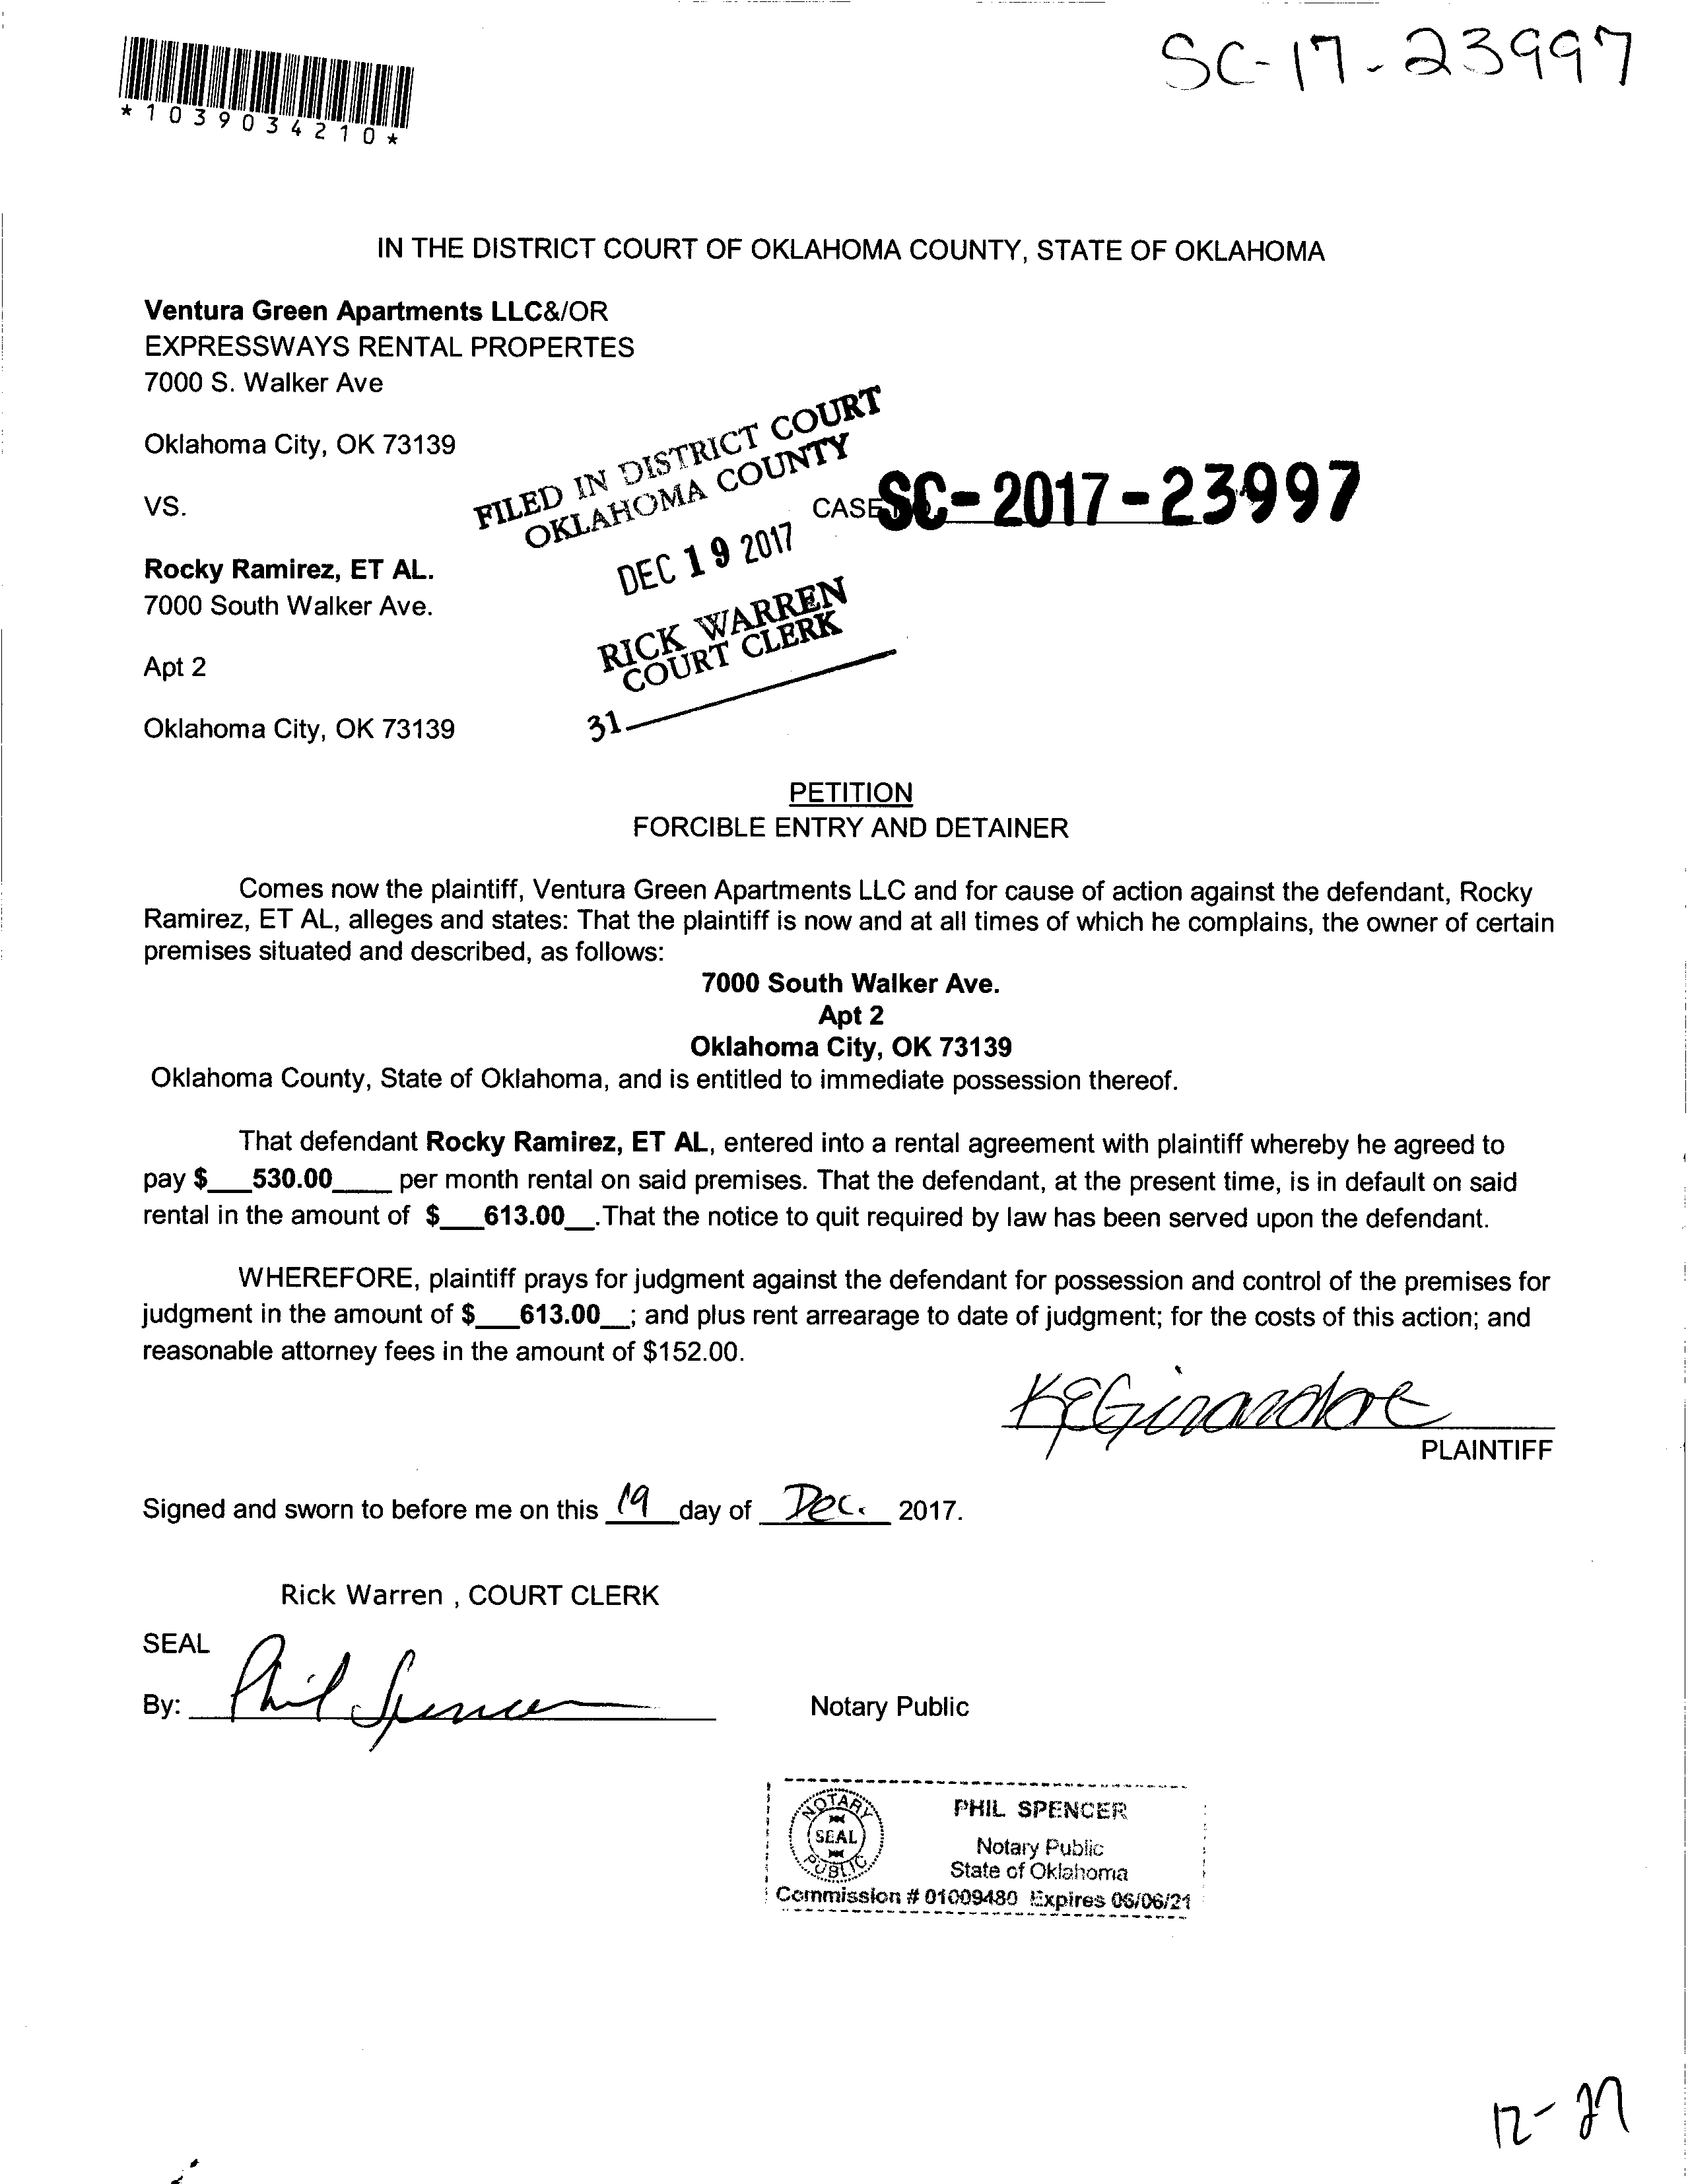 SC-17-23997
*1039034210*
IN THE DISTRICT COURT OF OKLAHOMA COUNTY, STATE OF OKLAHOMA
Ventura Green Apartments LLC&/OR
EXPRESSWAYS RENTAL PROPERTES
7000 S. Walker Ave
Oklahoma City, OK 73139
VS.
Rocky Ramirez, ET AL.
7000 South Walker Ave.
Apt 2
Oklahoma City, OK 73139
FILED IN DISTRICT COURT
OKLAHOMA COUNTY
DEC 19 2017
RICK WARREN
COURT CLERK
31
CASE SC-2017-23997
PETITION
FORCIBLE ENTRY AND DETAINER
Comes now the plaintiff, Ventura Green Apartments LLC and for cause of action against the defendant, Rocky
Ramirez, ET AL, alleges and states: That the plaintiff is now and at all times of which he complains, the owner of certain
premises situated and described, as follows:
7000 South Walker Ave.
Apt 2
Oklahoma City, OK 73139
Oklahoma County, State of Oklahoma, and is entitled to immediate possession thereof.
That defendant Rocky Ramirez, ET AL, entered into a rental agreement with plaintiff whereby he agreed to
pay $___530.00____ per month rental on said premises. That the defendant, at the present time, is in default on said
rental in the amount of $___613.00__.That the notice to quit required by law has been served upon the defendant.
WHEREFORE, plaintiff prays for judgment against the defendant for possession and control of the premises for
judgment in the amount of $___613.00__; and plus rent arrearage to date of judgment; for the costs of this action; and
reasonable attorney fees in the amount of $152.00.
PLAINTIFF
Signed and sworn to before me on this 19 day of Dec. 2017.
Rick Warren , COURT CLERK
SEAL
By: Phil Spencer Notary Public
NOTARY
SEAL
PUBLIC
PHIL SPENCER
Notary Public
State of Oklahoma
Commission # 01009480 Expires 06/06/21
12-27